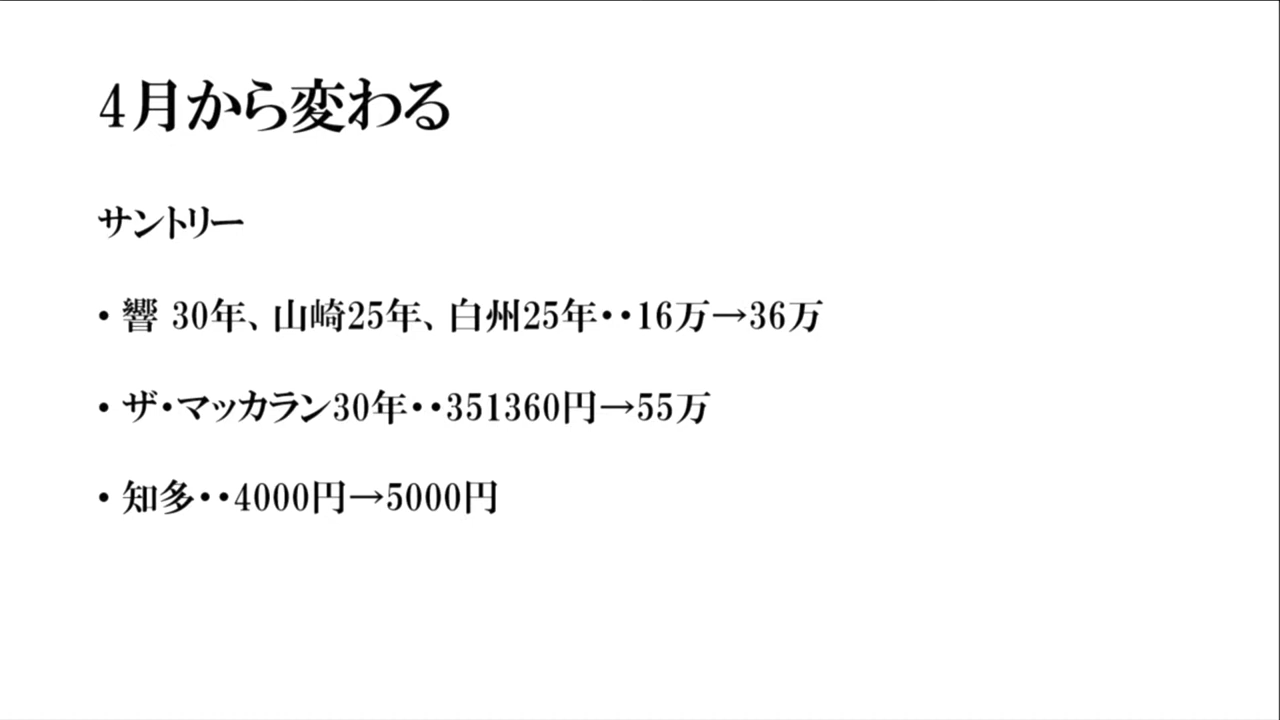 4月から変わる
サントリー
• 響 30年、山崎25年、白州25年・・16万→36万
• ザ・マッカラン30年・・351360円→55万
• 知多・・4000円→5000円